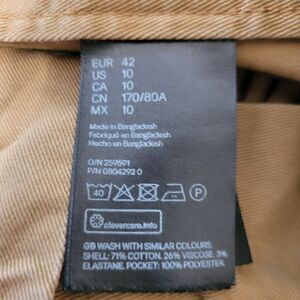 EUR 42
US 10
CA 10
CN 170/80A
MX 10
Made in Bangladesh
Fabriqué en Bangladesh
Hecho en Bangladesh
O/N 259591
P/N 0804292 0
40 P
clevercare.info
GB WASH WITH SIMILAR COLOURS.
SHELL: 71% COTTON. 26% VISCOSE. 3%
ELASTANE. POCKET: 100% POLYESTER.